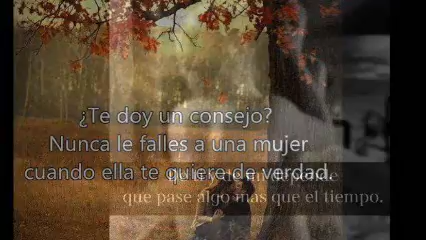 ¿Te doy un consejo?
Nunca le falles a una mujer
cuando ella te quiere de verdad.
depende
que pase algo más que el tiempo.